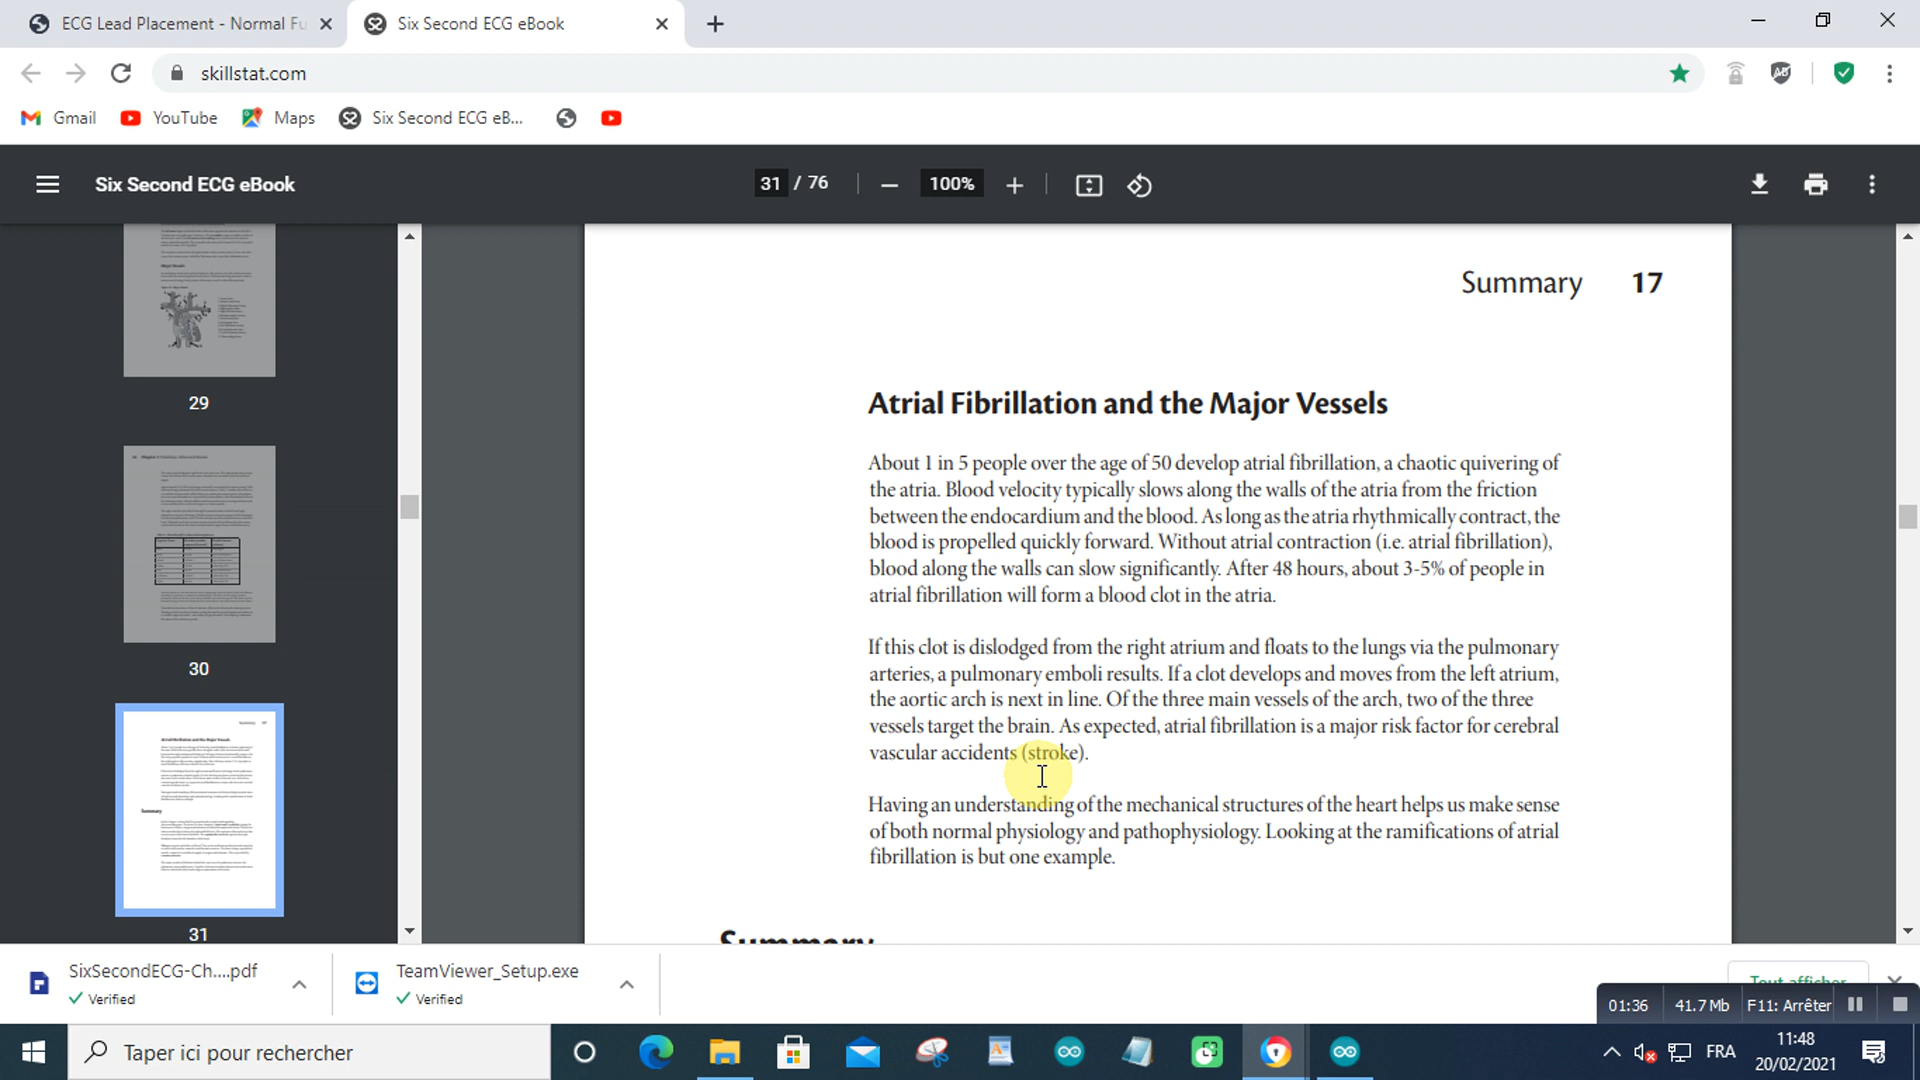 ECG Lead Placement - Normal Fu
Six Second ECG eBook
skillstat.com
Gmail
YouTube
Maps
Six Second ECG eB...
Six Second ECG eBook
31 / 76
100%
Summary 17
29
30
31
Atrial Fibrillation and the Major Vessels
About 1 in 5 people over the age of 50 develop atrial fibrillation, a chaotic quivering of
the atria. Blood velocity typically slows along the walls of the atria from the friction
between the endocardium and the blood. As long as the atria rhythmically contract, the
blood is propelled quickly forward. Without atrial contraction (i.e. atrial fibrillation),
blood along the walls can slow significantly. After 48 hours, about 3-5% of people in
atrial fibrillation will form a blood clot in the atria.
If this clot is dislodged from the right atrium and floats to the lungs via the pulmonary
arteries, a pulmonary emboli results. If a clot develops and moves from the left atrium,
the aortic arch is next in line. Of the three main vessels of the arch, two of the three
vessels target the brain. As expected, atrial fibrillation is a major risk factor for cerebral
vascular accidents (stroke).
Having an understanding of the mechanical structures of the heart helps us make sense
of both normal physiology and pathophysiology. Looking at the ramifications of atrial
fibrillation is but one example.
Summary
SixSecondECG-Ch....pdf
Verified
TeamViewer_Setup.exe
Verified
Tout afficher
01:36
41.7 Mb
F11: Arrêter
Taper ici pour rechercher
FRA
11:48
20/02/2021